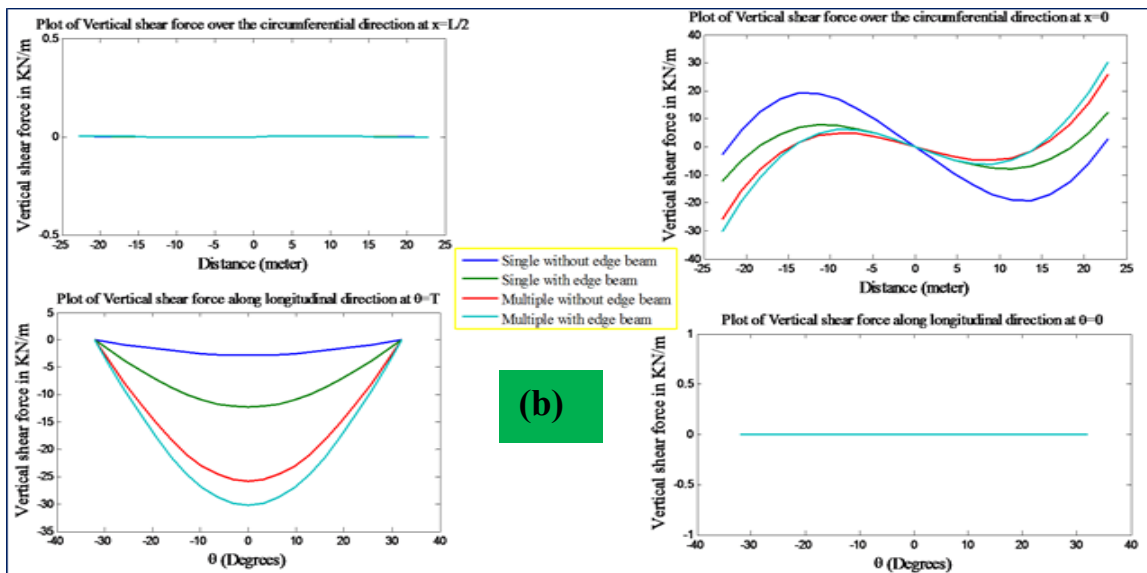 Plot of Vertical shear force over the circumferential direction at x=L/2
Vertical shear force in KN/m
0.5
0
-0.5
-25 -20 -15 -10 -5 0 5 10 15 20 25
Distance (meter)
Plot of Vertical shear force over the circumferential direction at x=0
Vertical shear force in KN/m
40
30
20
10
0
-10
-20
-30
-40
-25 -20 -15 -10 -5 0 5 10 15 20 25
Distance (meter)
Single without edge beam
Single with edge beam
Multiple without edge beam
Multiple with edge beam
Plot of Vertical shear force along longitudinal direction at θ=T
Vertical shear force in KN/m
5
0
-5
-10
-15
-20
-25
-30
-35
-40 -30 -20 -10 0 10 20 30 40
θ (Degrees)
(b)
Plot of Vertical shear force along longitudinal direction at θ=0
Vertical shear force in KN/m
1
0.5
0
-0.5
-1
-40 -30 -20 -10 0 10 20 30 40
θ (Degrees)